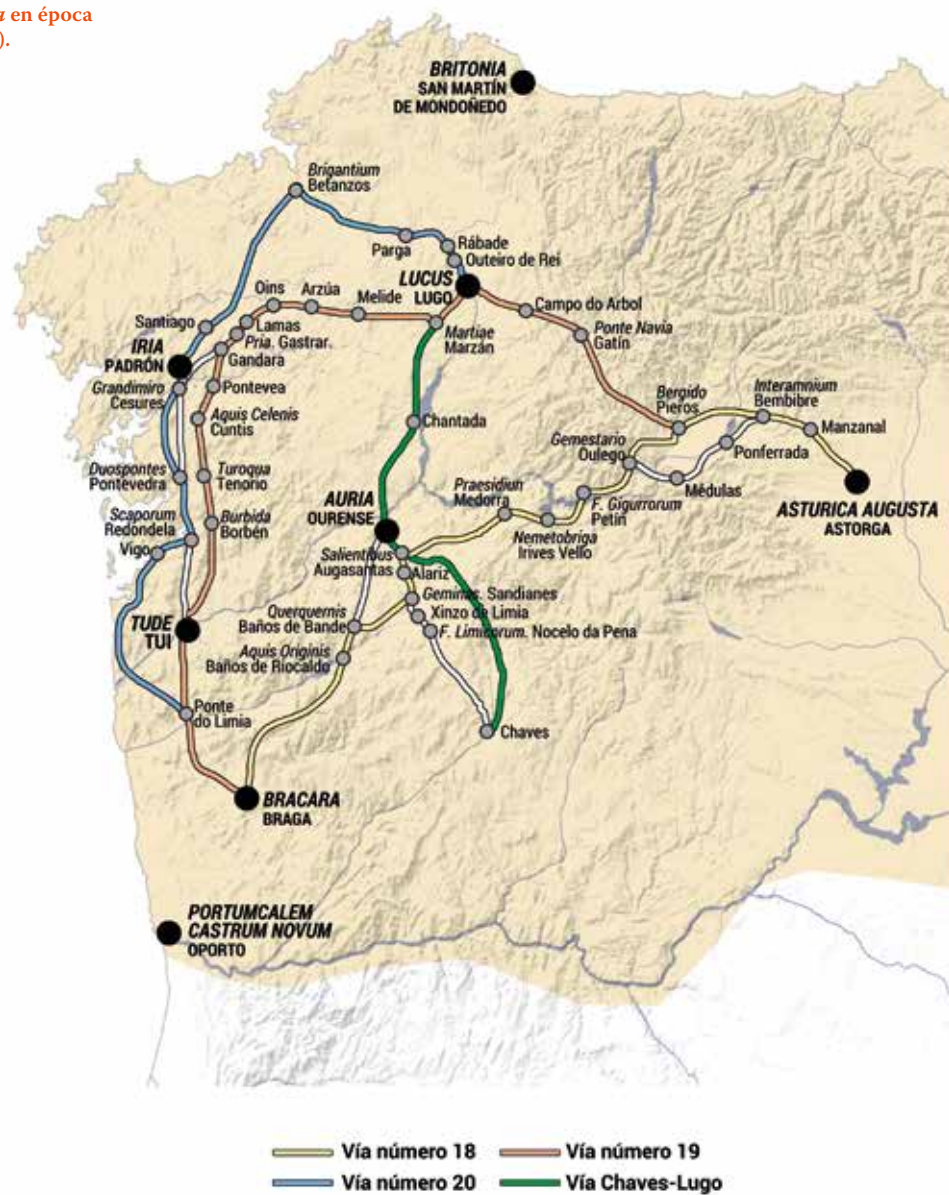 a en época
).
BRITONIA
SAN MARTÍN
DE MONDOÑEDO
Brigantium
Betanzos
Parga
Rábade
Outeiro de Rei
LUCUS
LUGO
Oins
Arzúa
Melide
Campo do Arbol
Santiago
Lamas
Pria. Gastrar.
Gandara
Martiae
Marzán
Ponte Navia
Gatín
IRIA
PADRÓN
Grandimiro
Cesures
Pontevea
Aquis Celenis
Cuntis
Chantada
Bergido
Pieros
Interamnium
Bembibre
Manzanal
Gemestario
Oulego
Ponferrada
Médulas
ASTURICA AUGUSTA
ASTORGA
Duospontes
Pontevedra
Turoqua
Tenorio
Praesidiun
Medorra
F. Gigurrorum
Petín
Nemetobriga
Irives Vello
AURIA
OURENSE
Scaporum
Redondela
Vigo
Burbida
Borbén
Salientibus
Augasantas
Alariz
Geminas. Sandianes
Xinzo de Limia
F. Limicorum. Nocelo da Pena
Querquernis
Baños de Bande
Aquis Originis
Baños de Riocaldo
TUDE
TUI
Ponte
do Limia
Chaves
BRACARA
BRAGA
PORTUMCALEM
CASTRUM NOVUM
OPORTO
Vía número 18
Vía número 19
Vía número 20
Vía Chaves-Lugo